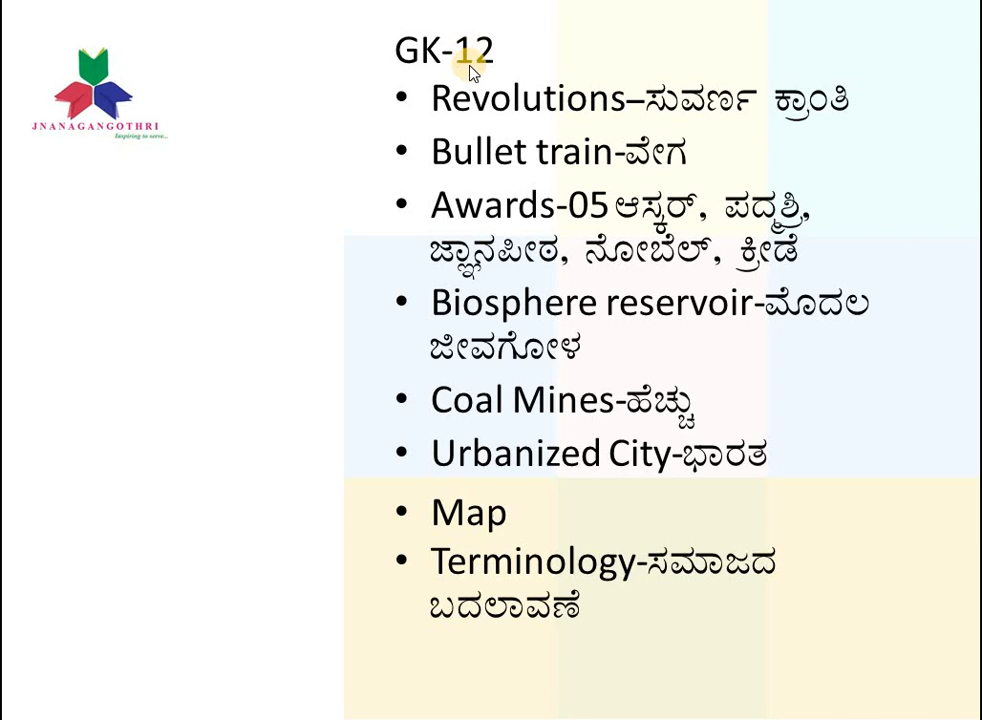 GK-12
JNANAGANGOTHRI
Inspiring to serve...
• Revolutions–ಸುವರ್ಣ ಕ್ರಾಂತಿ
• Bullet train-ವೇಗ
• Awards-05 ಆಸ್ಕರ್, ಪದ್ಮಶ್ರಿ,
ಜ್ಞಾನಪೀಠ, ನೋಬೆಲ್, ಕ್ರೀಡೆ
• Biosphere reservoir-ಮೊದಲ
ಜೀವಗೋಳ
• Coal Mines-ಹೆಚ್ಚು
• Urbanized City-ಭಾರತ
• Map
• Terminology-ಸಮಾಜದ
ಬದಲಾವಣೆ